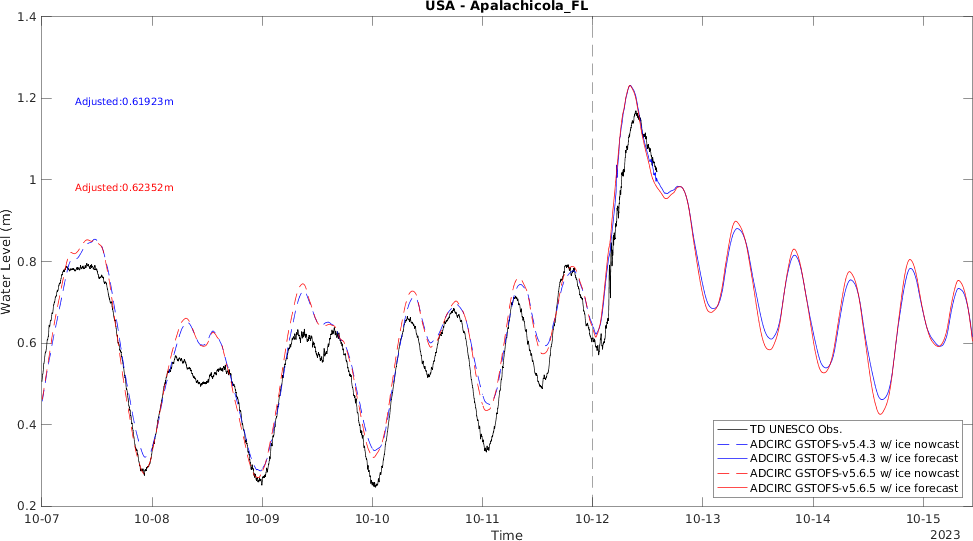 USA - Apalachicola_FL
1.4
1.2
1
0.8
0.6
0.4
0.2
Water Level (m)
Adjusted:0.61923m
Adjusted:0.62352m
TD UNESCO Obs.
ADCIRC GSTOFS-v5.4.3 w/ ice nowcast
ADCIRC GSTOFS-v5.4.3 w/ ice forecast
ADCIRC GSTOFS-v5.6.5 w/ ice nowcast
ADCIRC GSTOFS-v5.6.5 w/ ice forecast
10-07 10-08 10-09 10-10 10-11 10-12 10-13 10-14 10-15
Time
2023